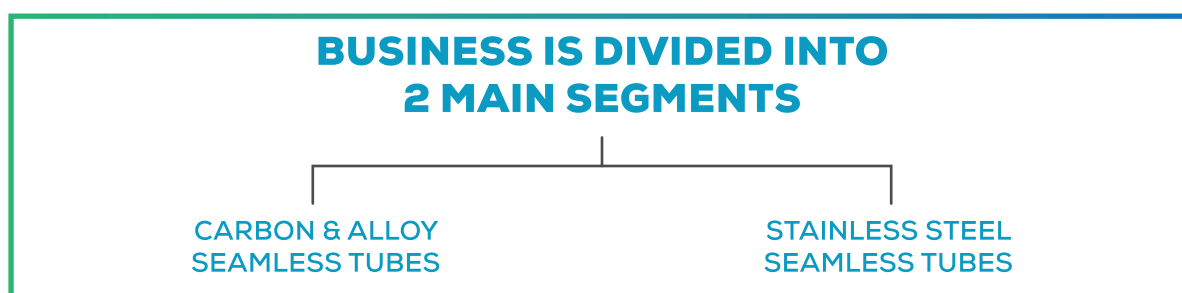 BUSINESS IS DIVIDED INTO
2 MAIN SEGMENTS
CARBON & ALLOY
SEAMLESS TUBES
STAINLESS STEEL
SEAMLESS TUBES